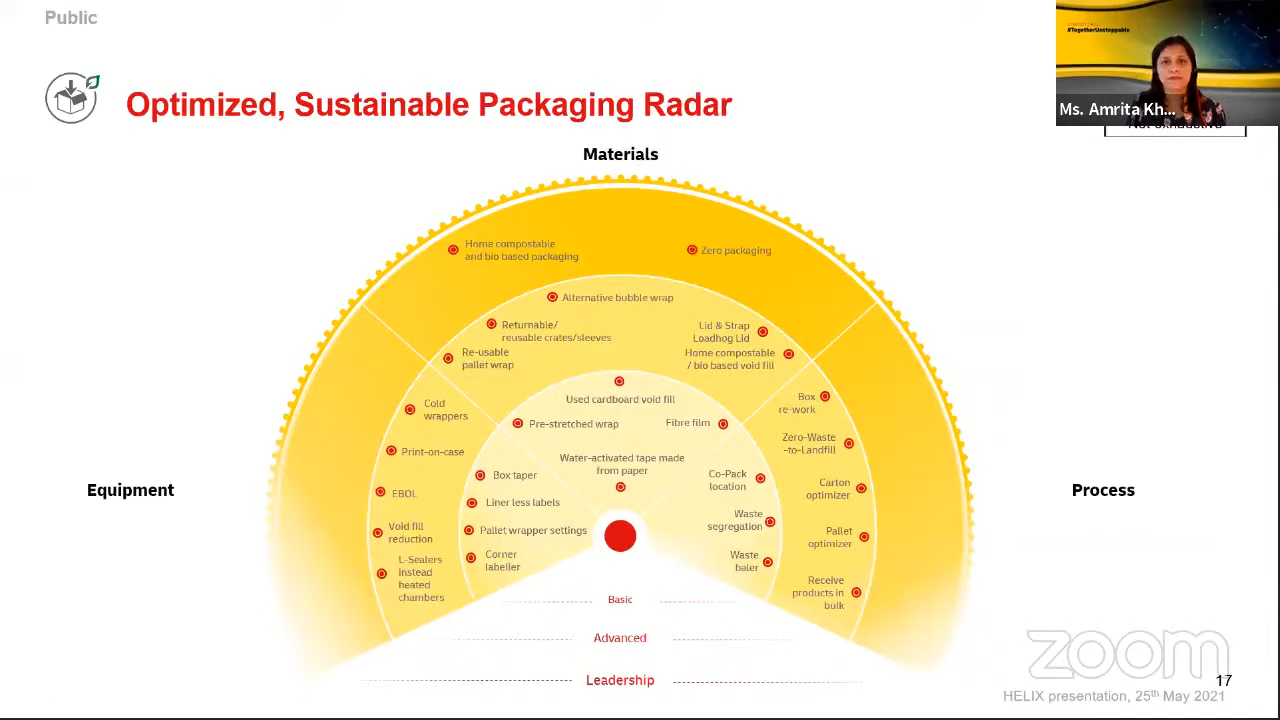 Public
#TogetherUnstoppable
Ms. Amrita Kh...
Optimized, Sustainable Packaging Radar
Materials
Home compostable
and bio based packaging
Zero packaging
Alternative bubble wrap
Returnable/
reusable crates/sleeves
Lid & Strap
Loadhog Lid
Re-usable
pallet wrap
Home compostable
/ bio based void fill
Used cardboard void fill
Pre-stretched wrap
Fibre film
Water-activated tape made
from paper
Equipment
Cold
wrappers
Print-on-case
EBOL
Void fill
reduction
L-Sealers
instead
heated
chambers
Box taper
Liner less labels
Pallet wrapper settings
Corner
labeller
Process
Box
re-work
Zero-Waste
-to-Landfill
Carton
optimizer
Pallet
optimizer
Receive
products in
bulk
Co-Pack
location
Waste
segregation
Waste
baler
Basic
Advanced
Leadership
zoom
17
HELIX presentation, 25th May 2021